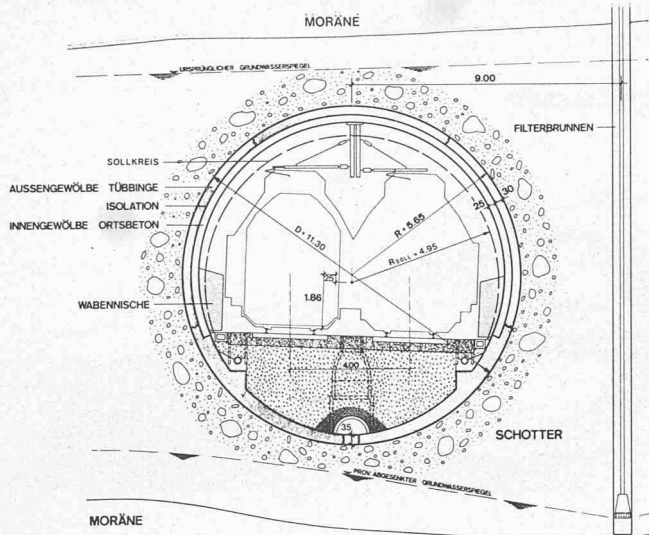 MORÄNE
URSPRÜNGLICHER GRUNDWASSERSPIEGEL
9.00
FILTERBRUNNEN
SOLLKREIS
AUSSENGEWÖLBE TÜBBINGE
ISOLATION
INNENGEWÖLBE ORTSBETON
25
30
D=11.30
R=5.65
RSOLL=4.95
WABENNISCHE
25
1.86
4.00
35
SCHOTTER
PROV. ABGESENKTER GRUNDWASSERSPIEGEL
MORÄNE